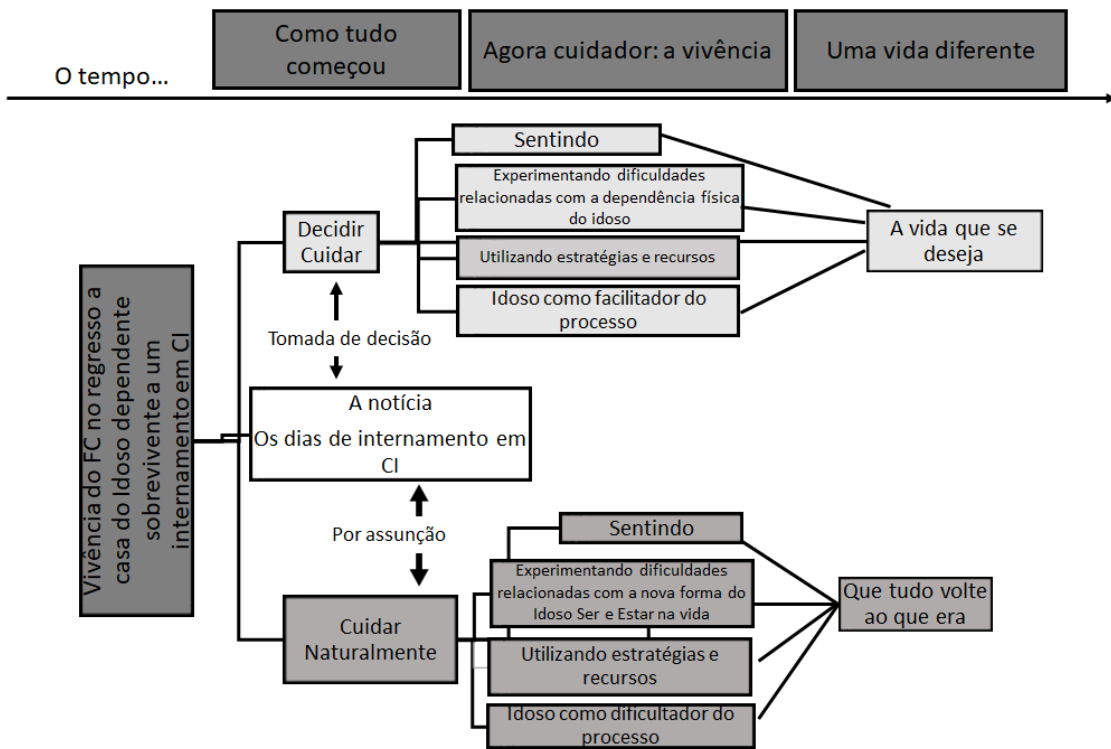 Como tudo
começou
Agora cuidador: a vivência
Uma vida diferente
O tempo...
Sentindo
Experimentando dificuldades
relacionadas com a dependência física
do idoso
Utilizando estratégias e recursos
Idoso como facilitador do
processo
Decidir
Cuidar
A vida que se
deseja
Tomada de decisão
Vivência do FC no regresso a
casa do Idoso dependente
sobrevivente a um
internamento em CI
A notícia
Os dias de internamento em
CI
Por assunção
Cuidar
Naturalmente
Sentindo
Experimentando dificuldades
relacionadas com a nova forma do
Idoso Ser e Estar na vida
Utilizando estratégias e
recursos
Idoso como dificultador do
processo
Que tudo volte
ao que era